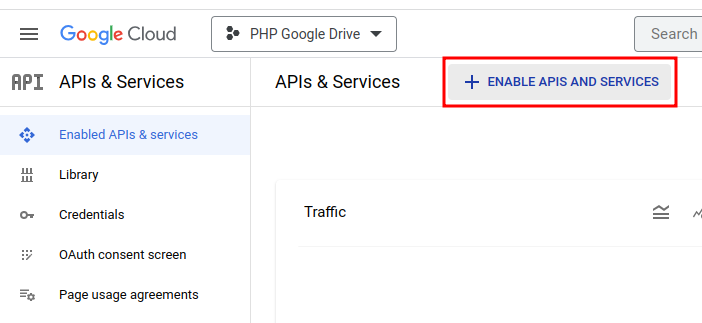 Google Cloud
PHP Google Drive
Search
API
APIs & Services
APIs & Services
+ ENABLE APIS AND SERVICES
Enabled APIs & services
Library
Credentials
OAuth consent screen
Page usage agreements
Traffic